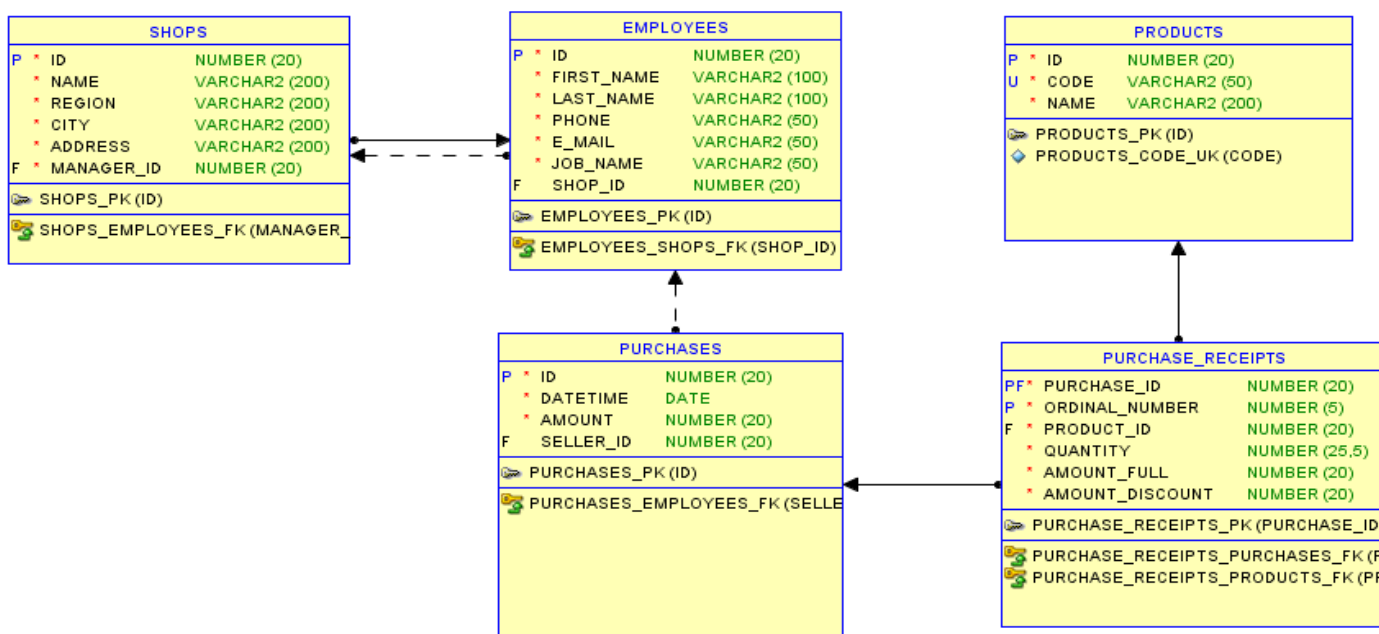 SHOPS
P * ID NUMBER (20)
* NAME VARCHAR2 (200)
* REGION VARCHAR2 (200)
* CITY VARCHAR2 (200)
* ADDRESS VARCHAR2 (200)
F * MANAGER_ID NUMBER (20)
SHOPS_PK (ID)
SHOPS_EMPLOYEES_FK (MANAGER_
EMPLOYEES
P * ID NUMBER (20)
* FIRST_NAME VARCHAR2 (100)
* LAST_NAME VARCHAR2 (100)
* PHONE VARCHAR2 (50)
* E_MAIL VARCHAR2 (50)
* JOB_NAME VARCHAR2 (50)
F SHOP_ID NUMBER (20)
EMPLOYEES_PK (ID)
EMPLOYEES_SHOPS_FK (SHOP_ID)
PRODUCTS
P * ID NUMBER (20)
U * CODE VARCHAR2 (50)
* NAME VARCHAR2 (200)
PRODUCTS_PK (ID)
PRODUCTS_CODE_UK (CODE)
PURCHASES
P * ID NUMBER (20)
* DATETIME DATE
* AMOUNT NUMBER (20)
F SELLER_ID NUMBER (20)
PURCHASES_PK (ID)
PURCHASES_EMPLOYEES_FK (SELLE
PURCHASE_RECEIPTS
PF* PURCHASE_ID NUMBER (20)
P * ORDINAL_NUMBER NUMBER (5)
F * PRODUCT_ID NUMBER (20)
* QUANTITY NUMBER (25,5)
* AMOUNT_FULL NUMBER (20)
* AMOUNT_DISCOUNT NUMBER (20)
PURCHASE_RECEIPTS_PK (PURCHASE_ID
PURCHASE_RECEIPTS_PURCHASES_FK (P
PURCHASE_RECEIPTS_PRODUCTS_FK (PR